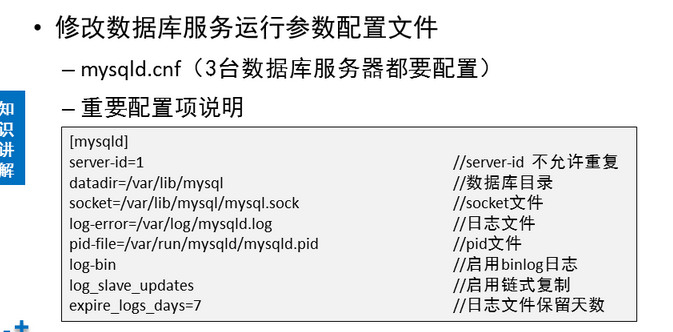 • 修改数据库服务运行参数配置文件
– mysqld.cnf（3台数据库服务器都要配置）
– 重要配置项说明
知
识
讲
解
[mysqld]
server-id=1 //server-id 不允许重复
datadir=/var/lib/mysql //数据库目录
socket=/var/lib/mysql/mysql.sock //socket文件
log-error=/var/log/mysqld.log //日志文件
pid-file=/var/run/mysqld/mysqld.pid //pid文件
log-bin //启用binlog日志
log_slave_updates //启用链式复制
expire_logs_days=7 //日志文件保留天数